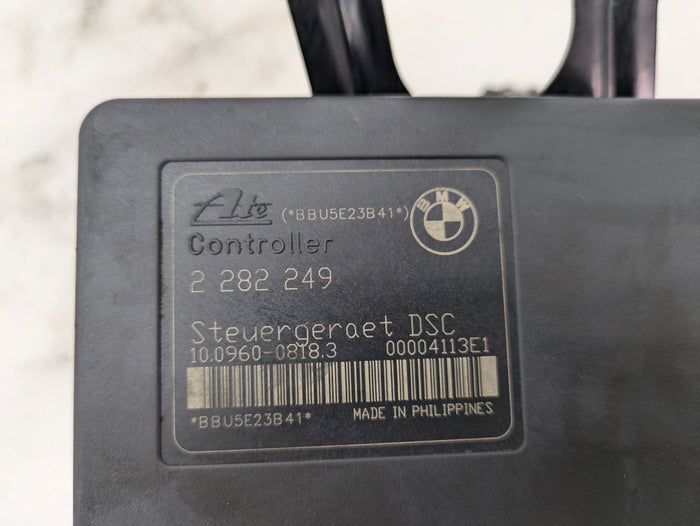 Ate (*BBU5E23B41*)
BMW
Controller
2 282 249
Steuergeraet DSC
10.0960-0818.3 00004113E1
*BBU5E23B41* MADE IN PHILIPPINES